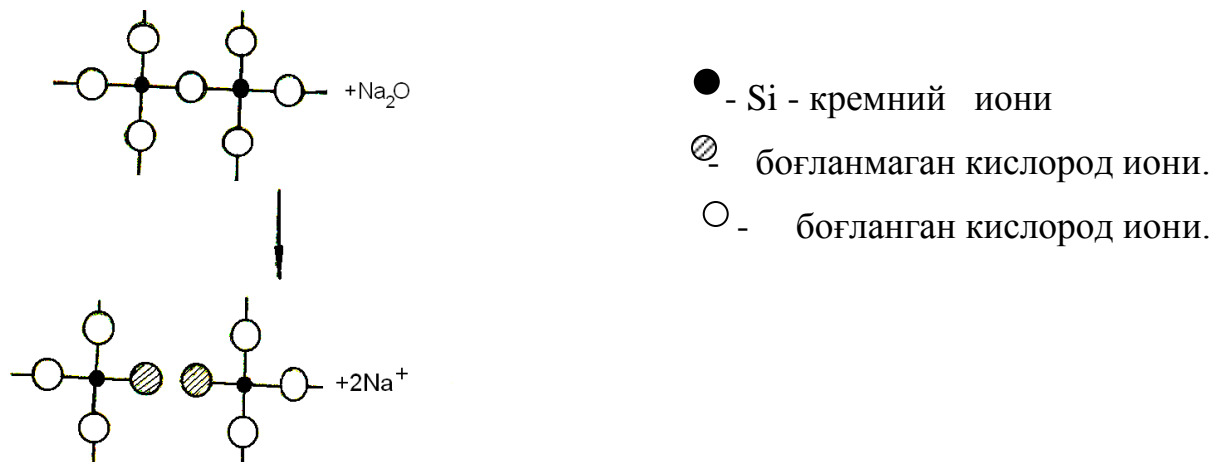 +Na₂O
- Si - кремний иони
- боғланмаган кислород иони.
- боғланган кислород иони.
+2Na⁺